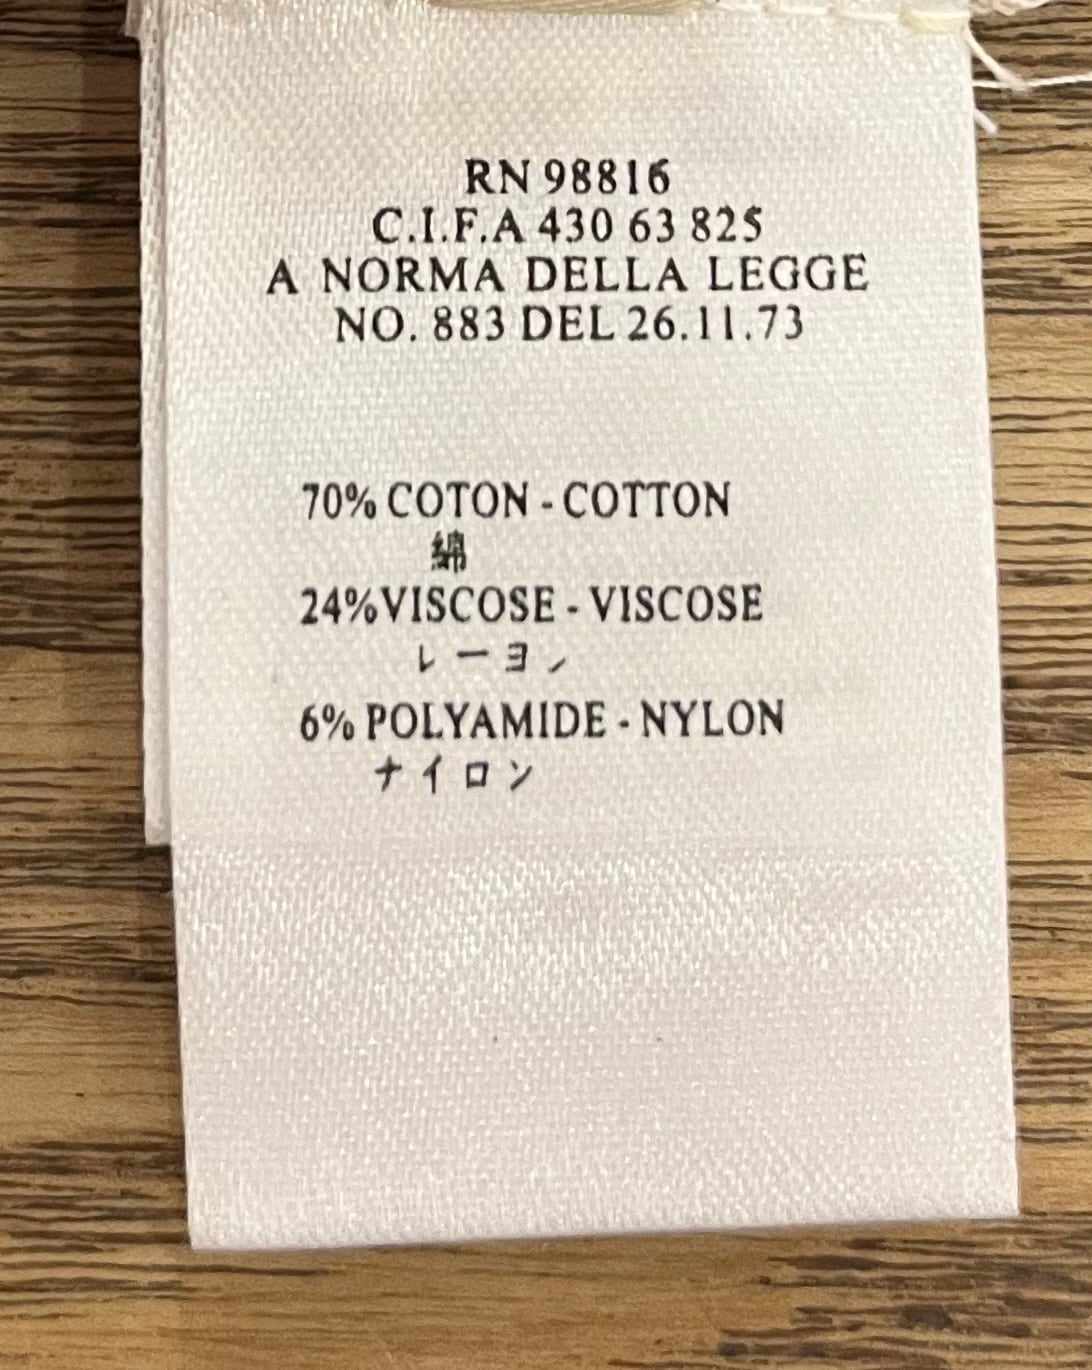 RN 98816
C.I.F.A 430 63 825
A NORMA DELLA LEGGE
NO. 883 DEL 26.11.73
70% COTON - COTTON
綿
24%VISCOSE - VISCOSE
レーヨン
6% POLYAMIDE - NYLON
ナイロン